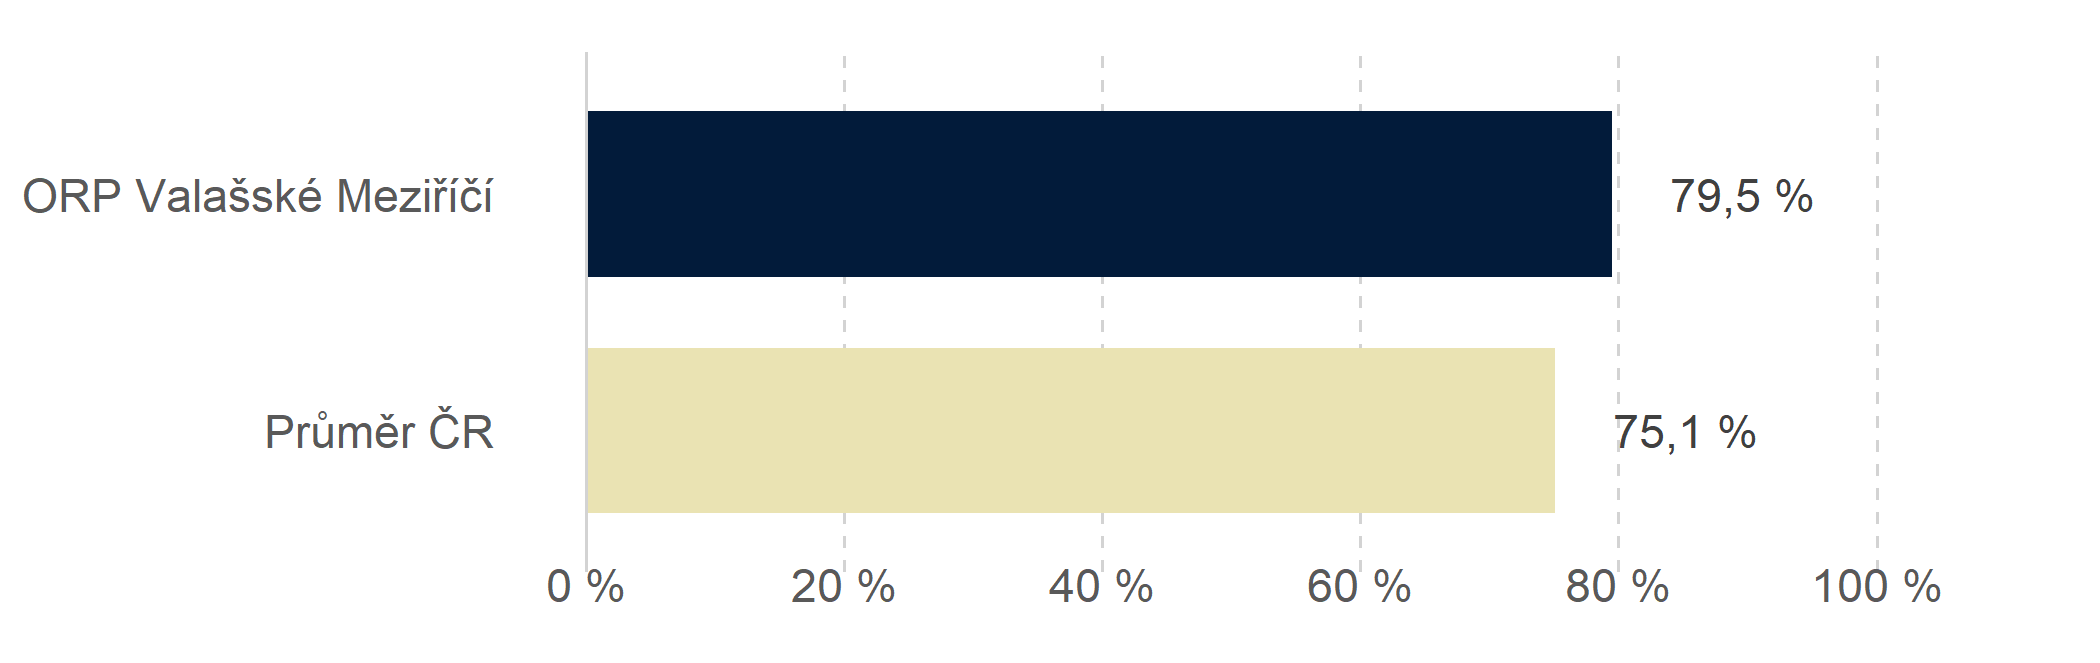 ORP Valašské Meziříčí
79,5 %
Průměr ČR
75,1 %
0 % 20 % 40 % 60 % 80 % 100 %